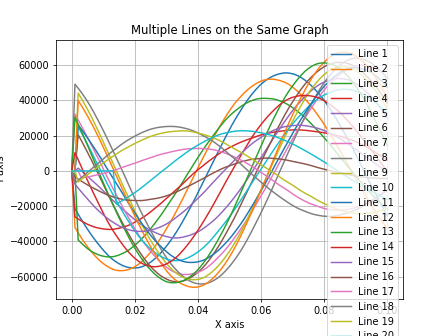 Multiple Lines on the Same Graph
60000
40000
20000
0
−20000
−40000
−60000
0.00
0.02
0.04
0.06
X axis
Line 1
Line 2
Line 3
Line 4
Line 5
Line 6
Line 7
Line 8
Line 9
Line 10
Line 11
Line 12
Line 13
Line 14
Line 15
Line 16
Line 17
Line 18
Line 19